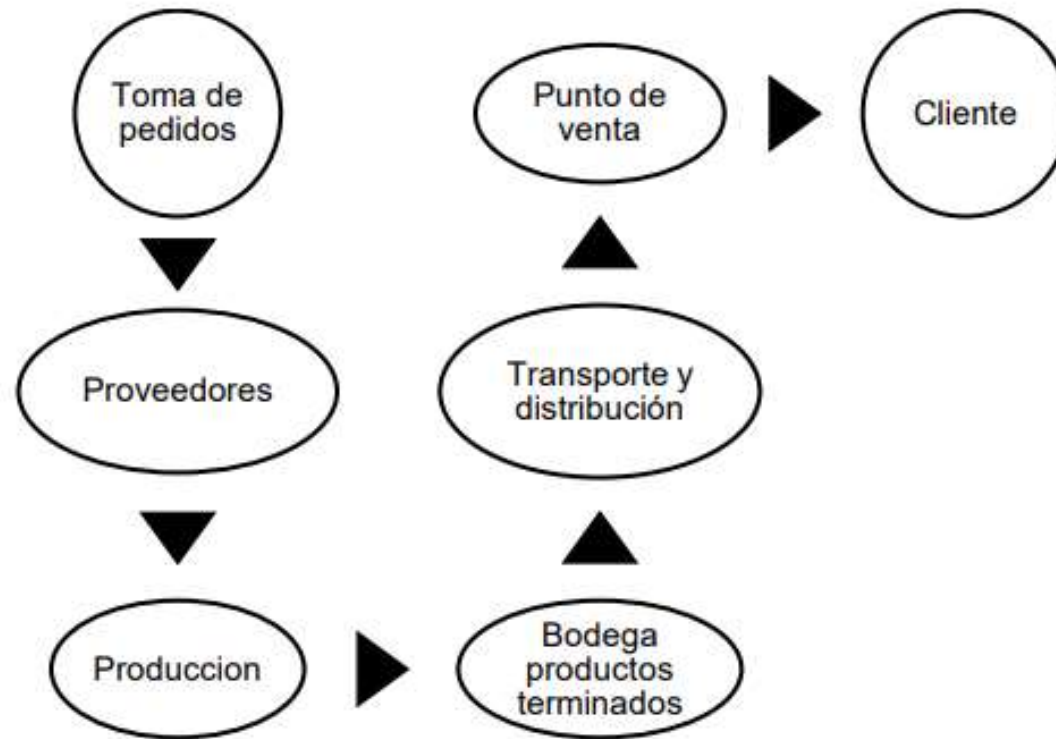 Toma de
pedidos
Proveedores
Produccion
Bodega
productos
terminados
Transporte y
distribución
Punto de
venta
Cliente